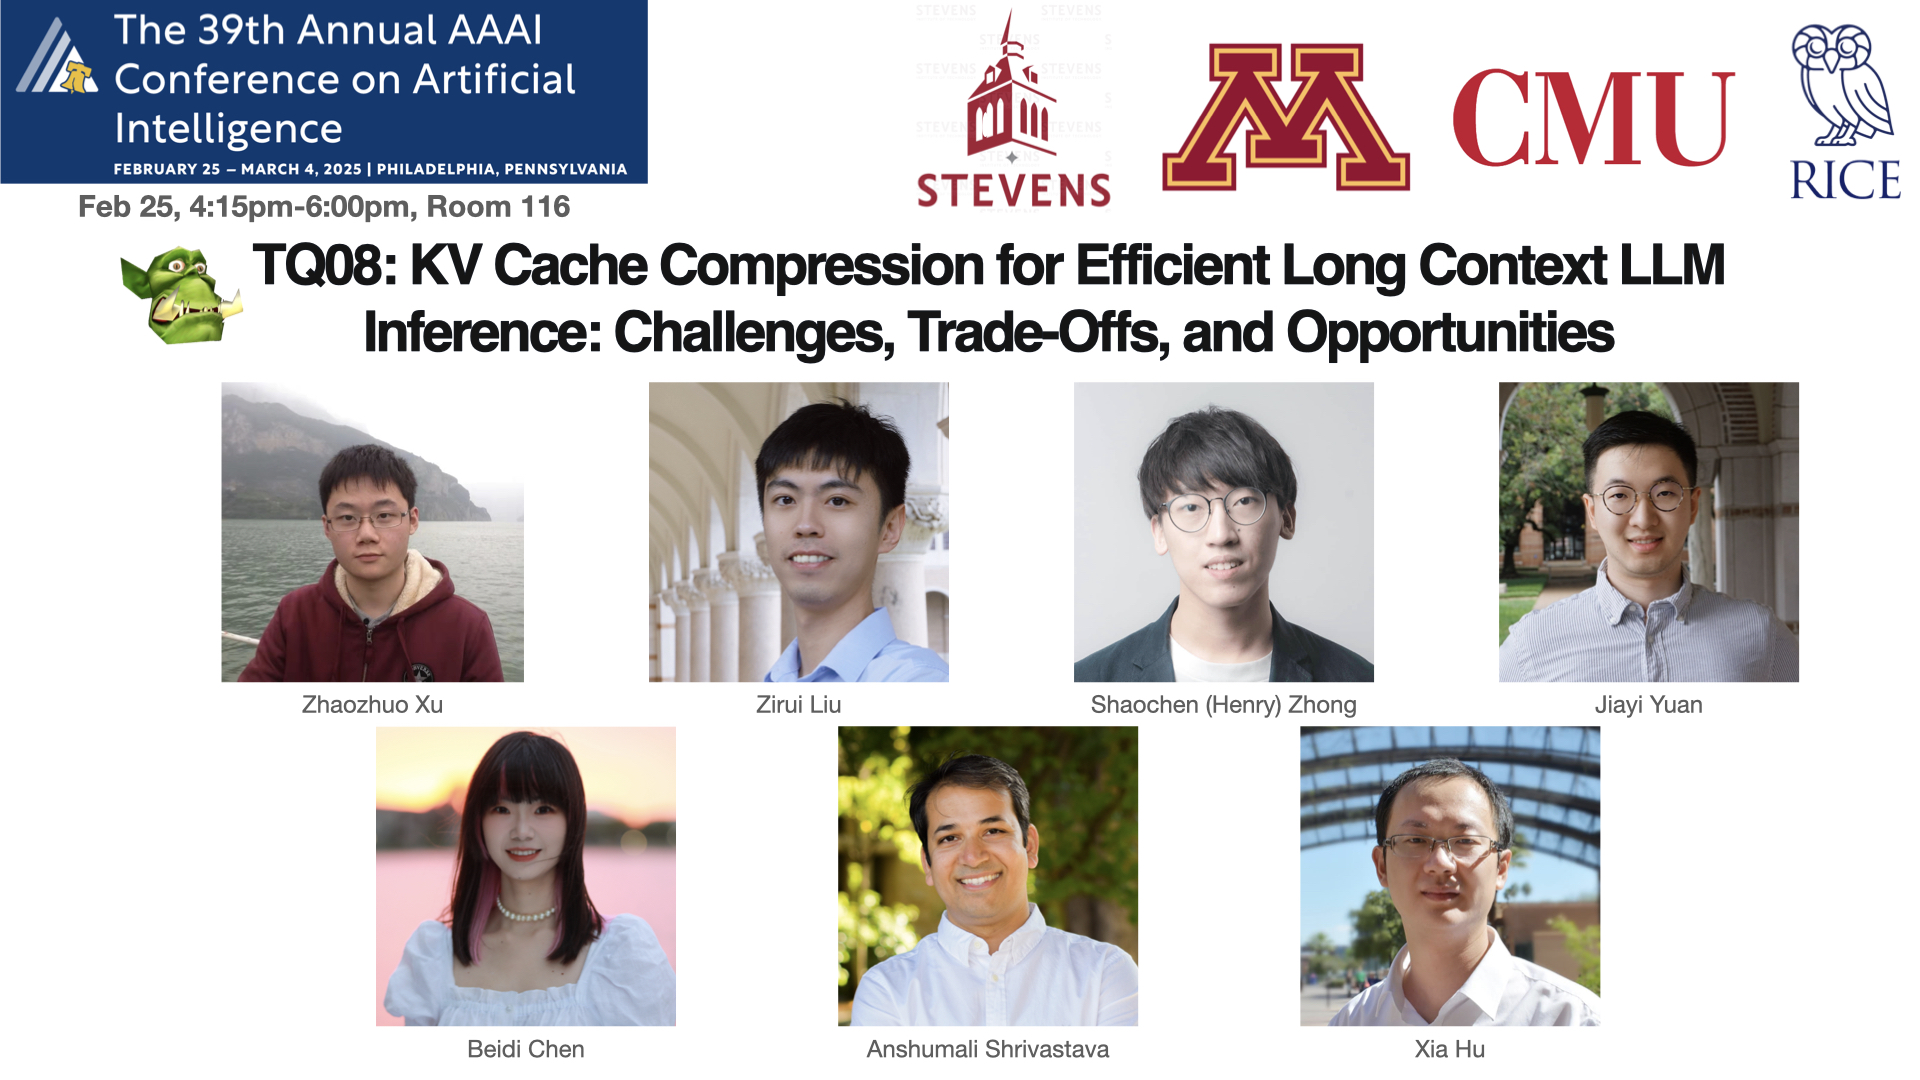 The 39th Annual AAAI
Conference on Artificial
Intelligence
FEBRUARY 25 – MARCH 4, 2025 | PHILADELPHIA, PENNSYLVANIA
STEVENS
M
CMU
RICE
Feb 25, 4:15pm-6:00pm, Room 116
TQ08: KV Cache Compression for Efficient Long Context LLM
Inference: Challenges, Trade-Offs, and Opportunities
Zhaozhuo Xu
Zirui Liu
Shaochen (Henry) Zhong
Jiayi Yuan
Beidi Chen
Anshumali Shrivastava
Xia Hu